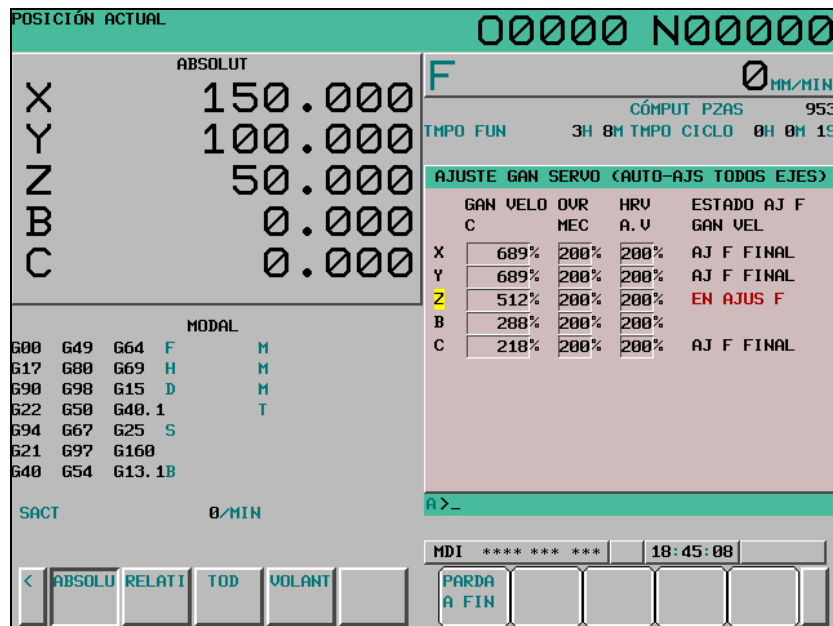 POSICIÓN ACTUAL
O0000 N00000
ABSOLUT
X 150.000
Y 100.000
Z 50.000
B 0.000
C 0.000
F 0 MM/MIN
CÓMPUT PZAS 953
TMPO FUN 3H 8M TMPO CICLO 0H 0M 1S
AJUSTE GAN SERVO (AUTO-AJS TODOS EJES)
GAN VELO OVR HRV ESTADO AJ F
C MEC A.V GAN VEL
X 689% 200% 200% AJ F FINAL
Y 689% 200% 200% AJ F FINAL
Z 512% 200% 200% EN AJUS F
B 288% 200% 200%
C 218% 200% 200% AJ F FINAL
MODAL
G00 G49 G64 F M
G17 G80 G69 H M
G90 G98 G15 D M
G22 G50 G40.1 T
G94 G67 G25 S
G21 G97 G160
G40 G54 G13.1B
SACT 0/MIN
A>_
MDI **** *** *** 18:45:08
< ABSOLU RELATI TOD VOLANT
PARDA
A FIN